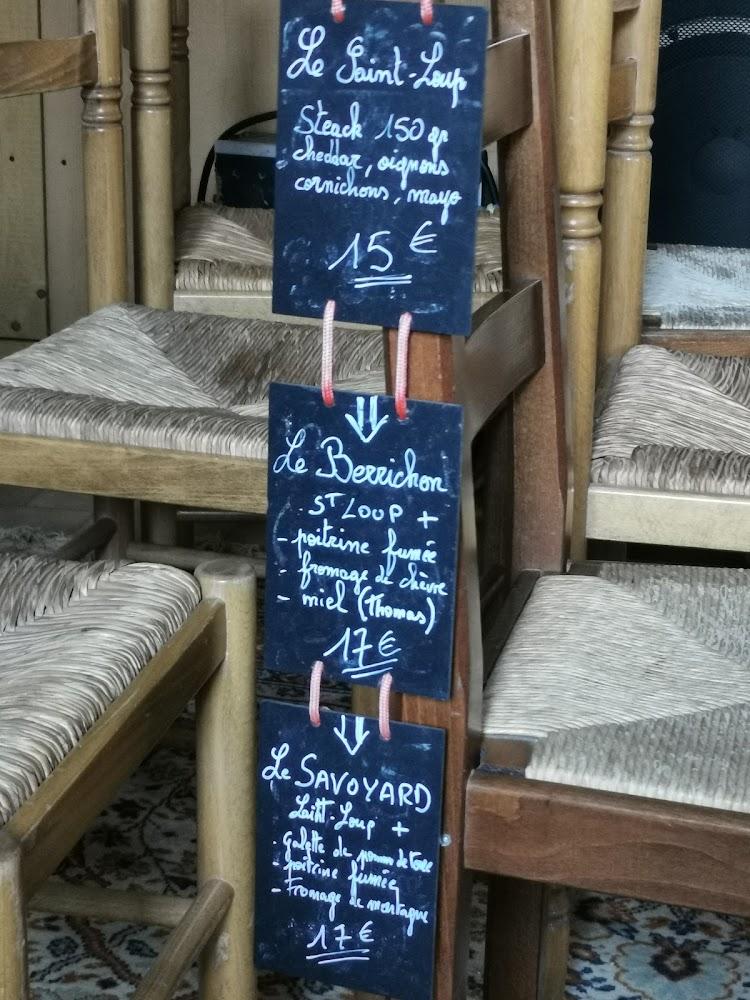 Le Saint-Loup
Steack 150 gr
cheddar, oignons
cornichons, mayo
15 €
Le Berrichon
ST LOUP +
- poitrine fumée
- fromage de chèvre
- miel (Thomas)
17 €
Le SAVOYARD
Saint-Loup +
- Galette de pomme de terre
- poitrine fumée
- Fromage de montagne
17 €